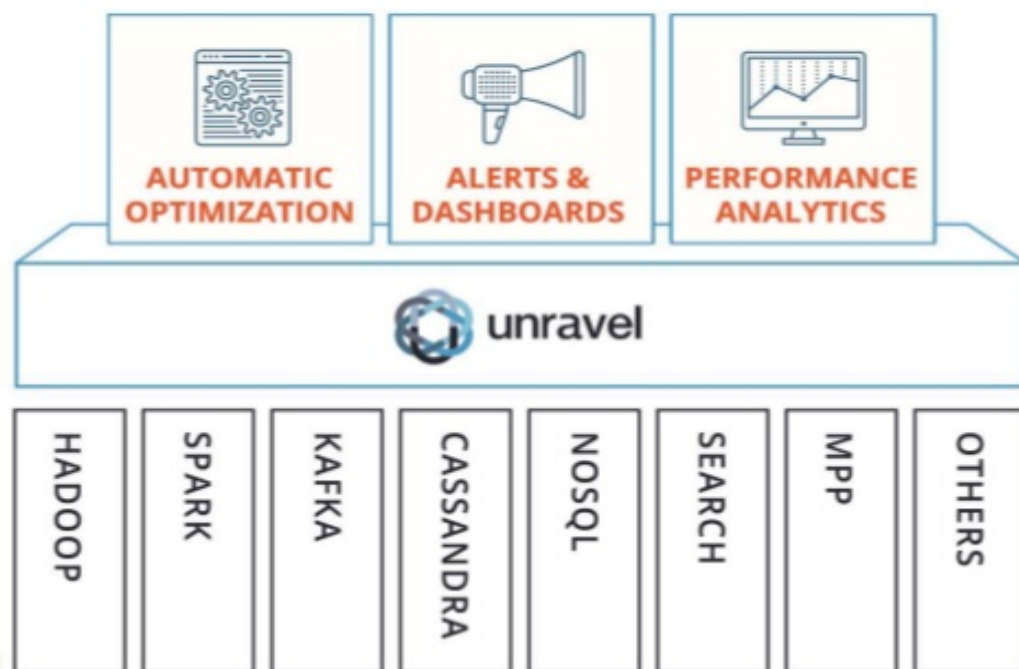 AUTOMATIC
OPTIMIZATION
ALERTS &
DASHBOARDS
PERFORMANCE
ANALYTICS
unravel
HADOOP
SPARK
KAFKA
CASSANDRA
NOSQL
SEARCH
MPP
OTHERS